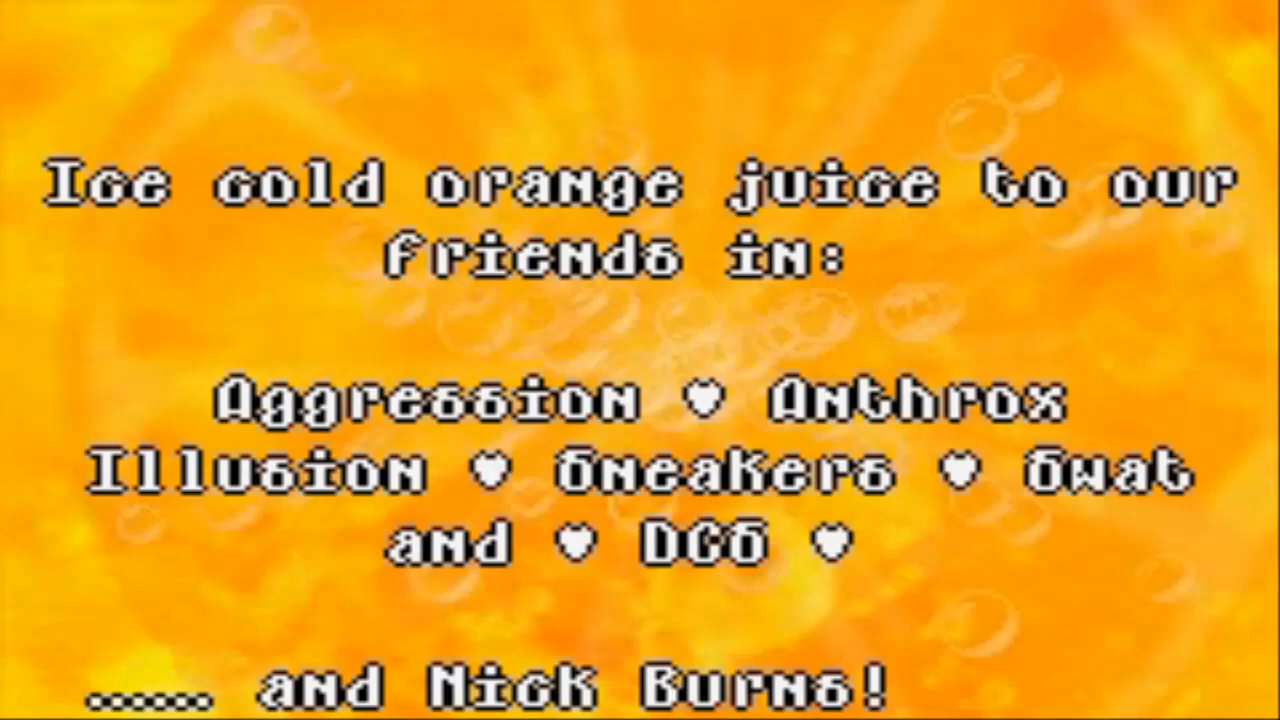 Ice cold orange juice to our
friends in:
Aggression ♥ Anthrox
Illusion ♥ Sneakers ♥ Swat
and ♥ DCS ♥
...... and Nick Burns!